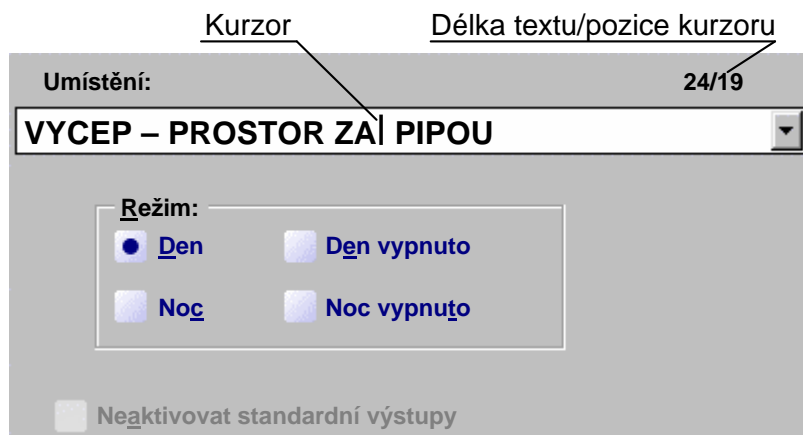 Kurzor Délka textu/pozice kurzoru
Umístění: 24/19
VYCEP – PROSTOR ZA PIPOU
Režim:
Den Den vypnuto
Noc Noc vypnuto
Neaktivovat standardní výstupy